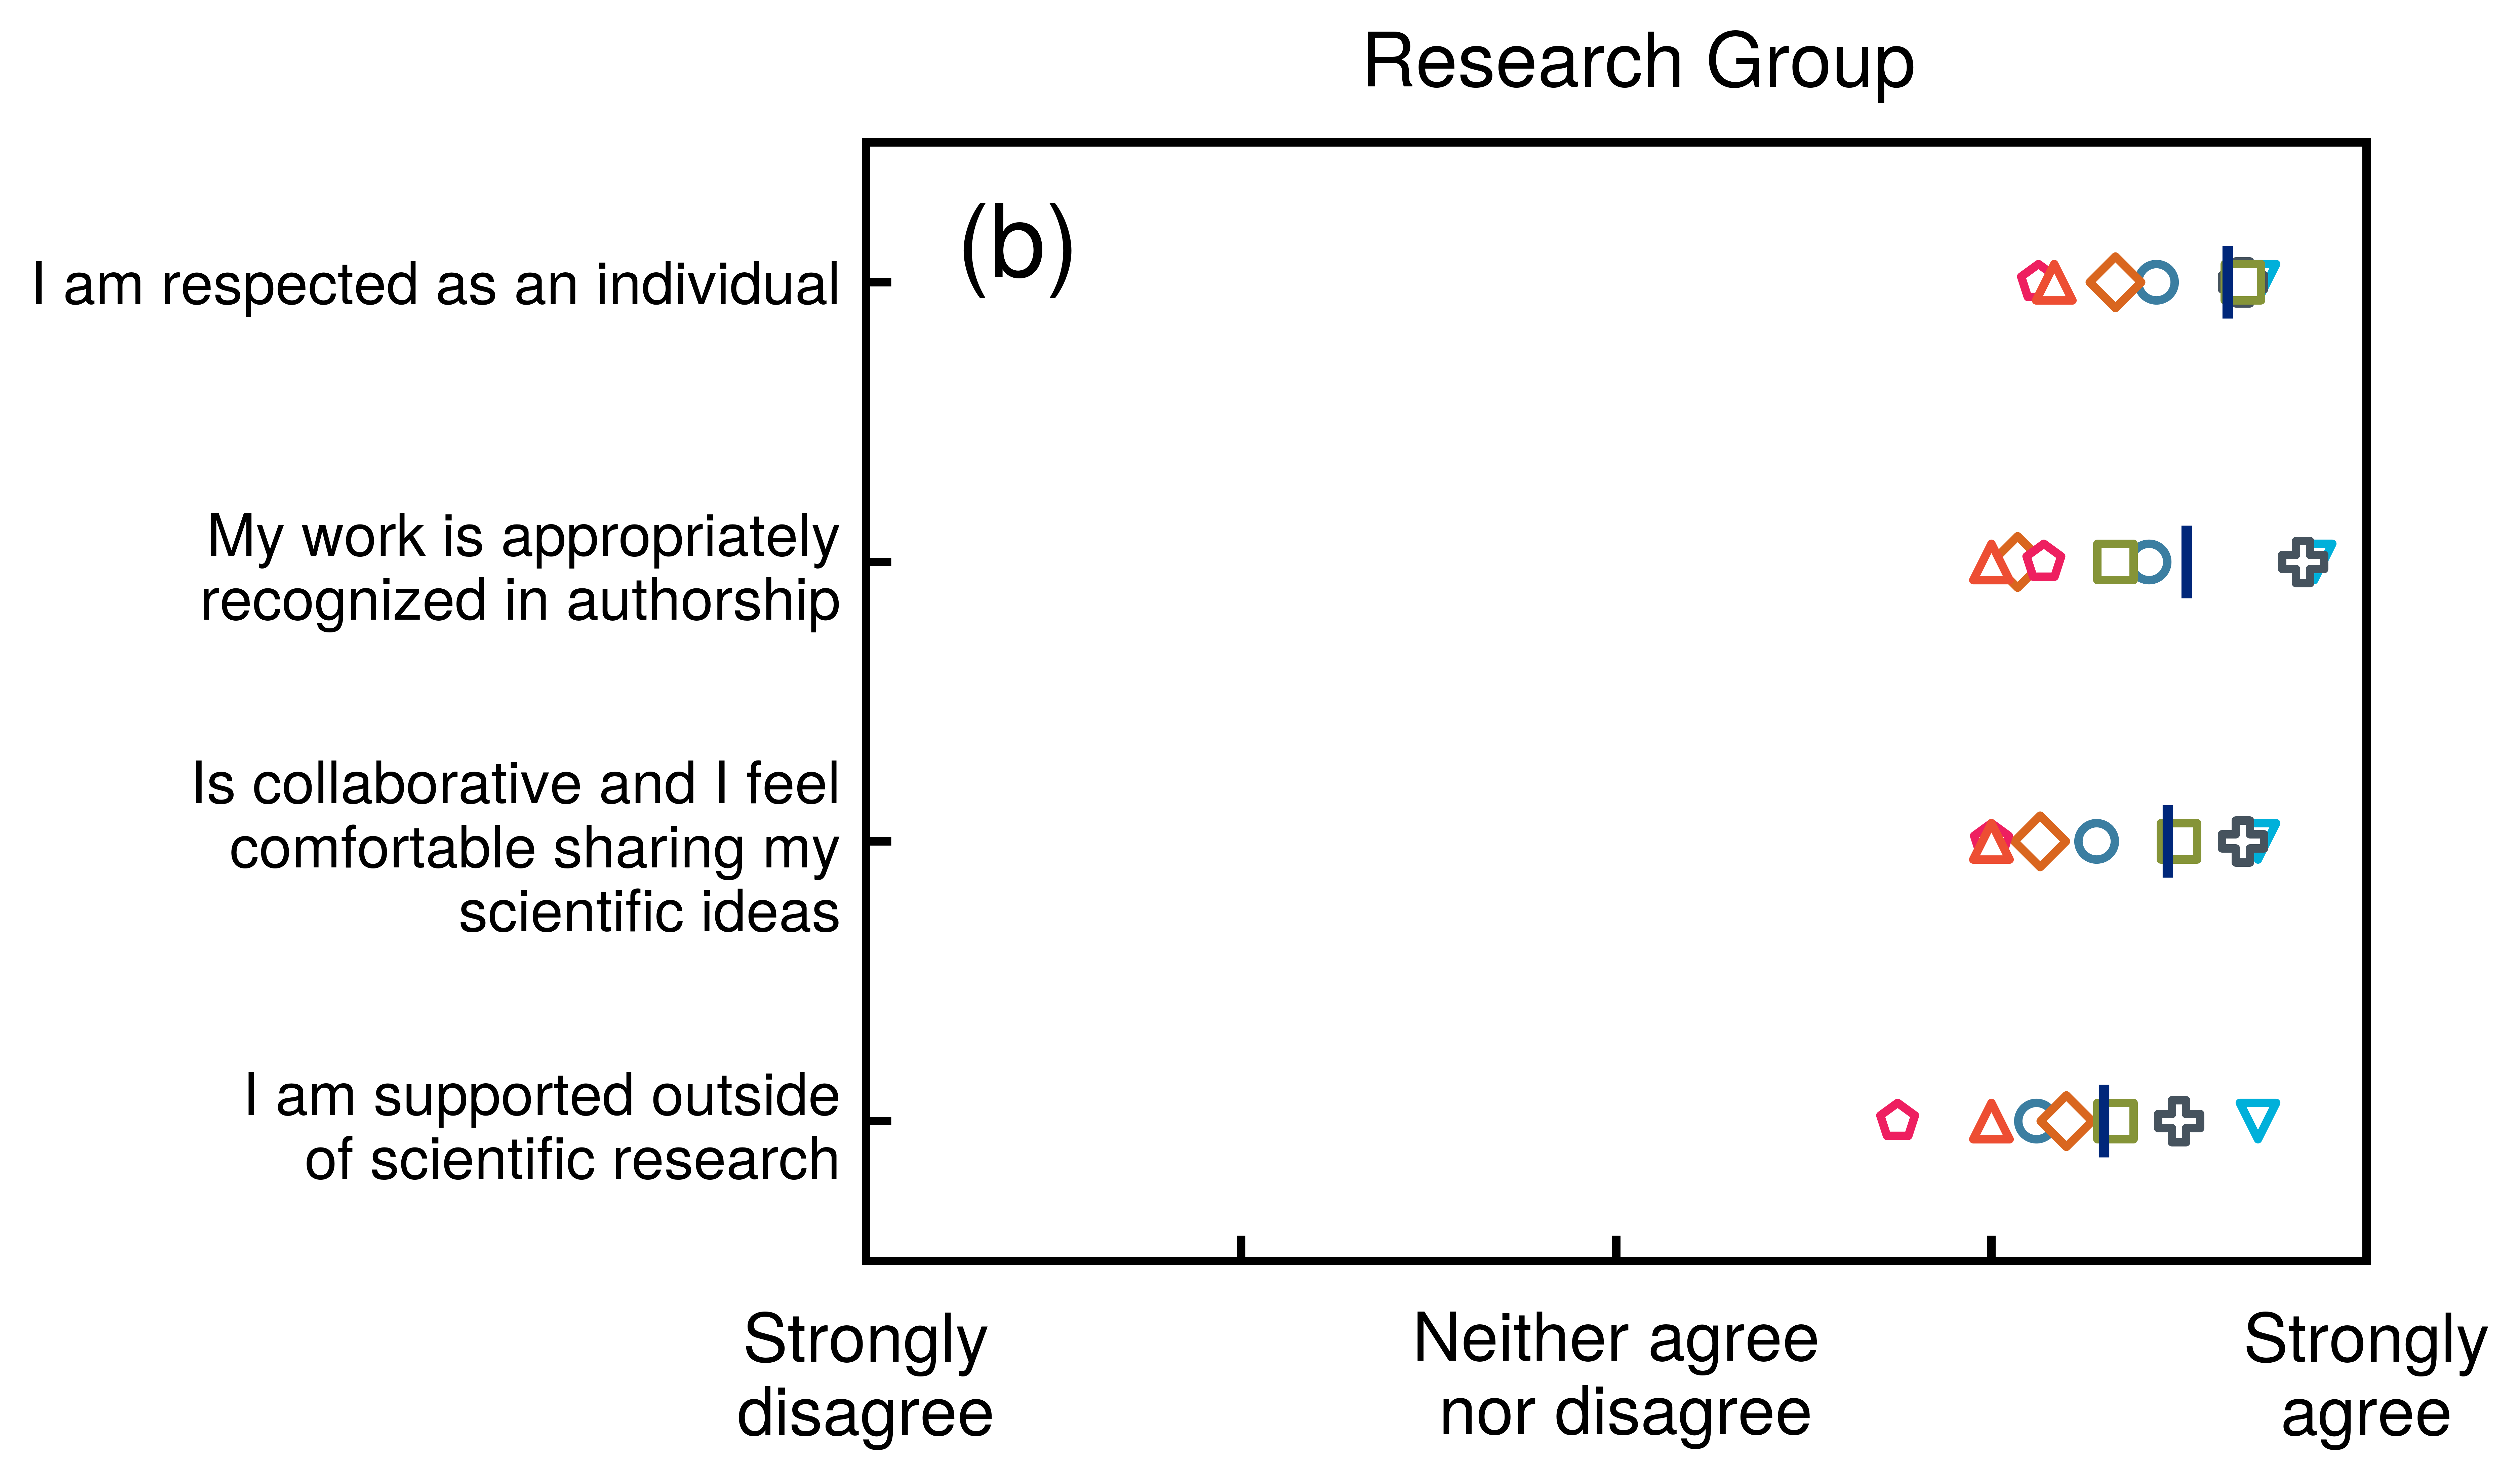 Research Group
(b)
I am respected as an individual
My work is appropriately
recognized in authorship
Is collaborative and I feel
comfortable sharing my
scientific ideas
I am supported outside
of scientific research
Strongly
disagree
Neither agree
nor disagree
Strongly
agree